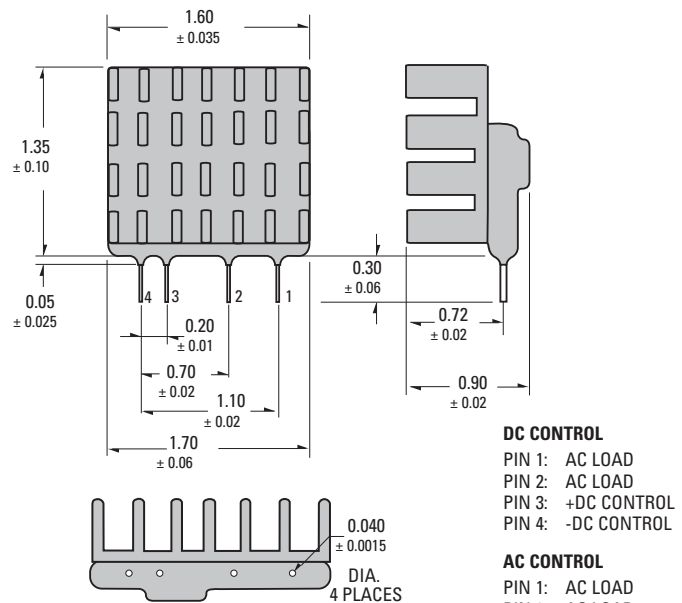 1.60
± 0.035
1.35
± 0.10
0.05
± 0.025
4 3 2 1
0.20
± 0.01
0.70
± 0.02
1.10
± 0.02
1.70
± 0.06
0.30
± 0.06
0.72
± 0.02
0.90
± 0.02
0.040
± 0.0015
DIA.
4 PLACES
DC CONTROL
PIN 1: AC LOAD
PIN 2: AC LOAD
PIN 3: +DC CONTROL
PIN 4: -DC CONTROL
AC CONTROL
PIN 1: AC LOAD